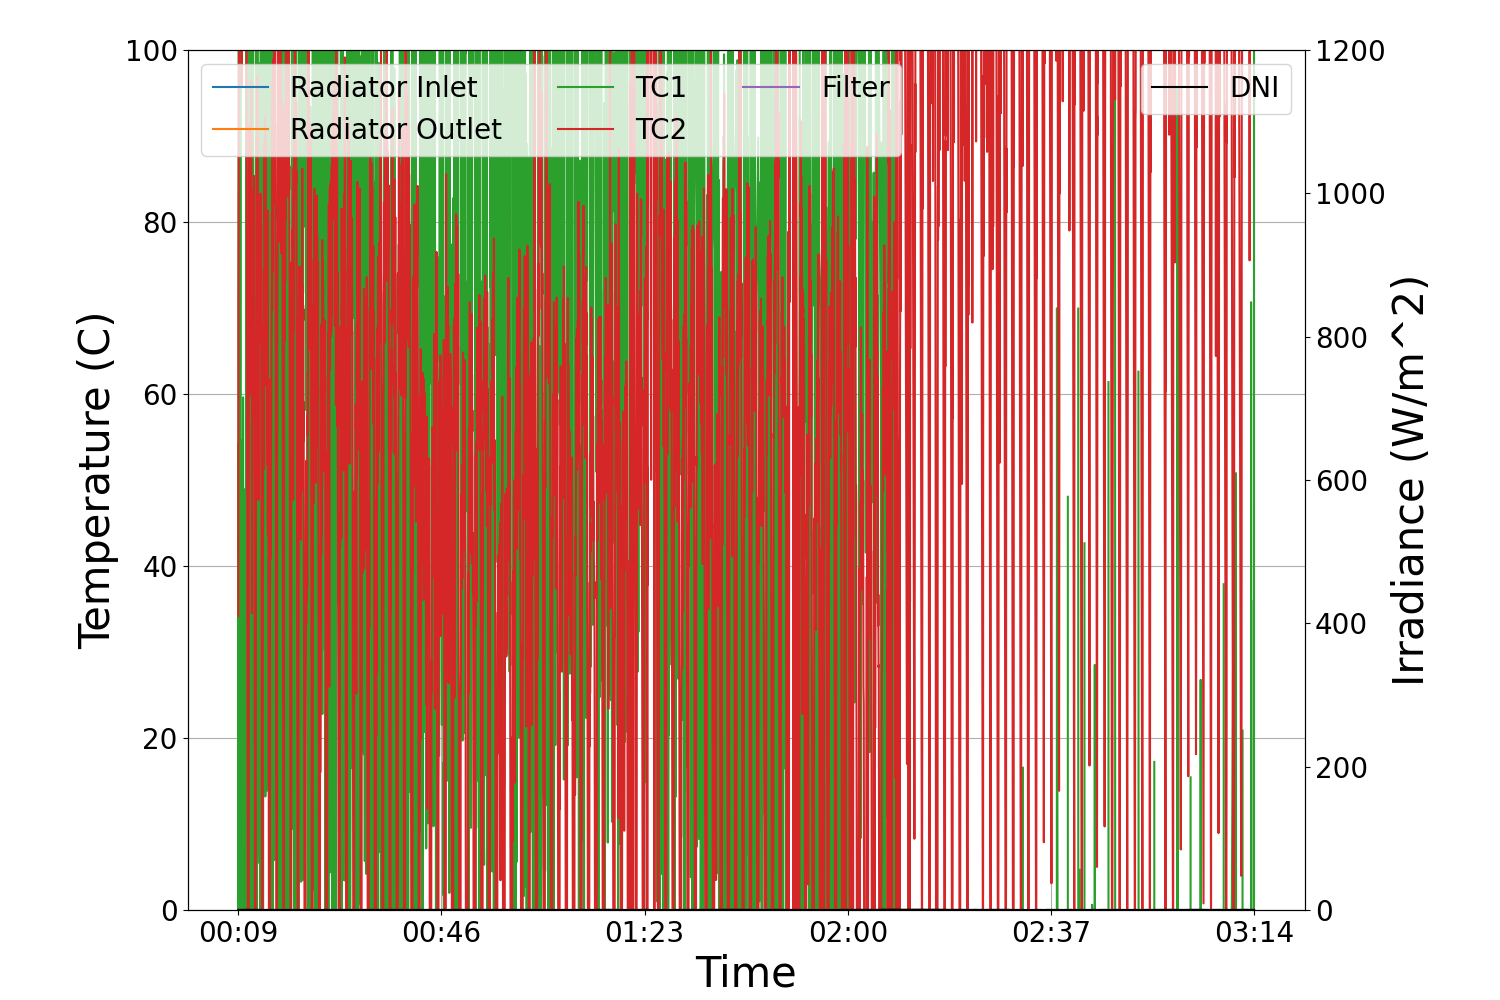 100
80
60
40
20
0
Temperature (C)
Radiator Inlet
Radiator Outlet
TC1
TC2
Filter
DNI
1200
1000
800
600
400
200
0
Irradiance (W/m^2)
00:09 00:46 01:23 02:00 02:37 03:14
Time